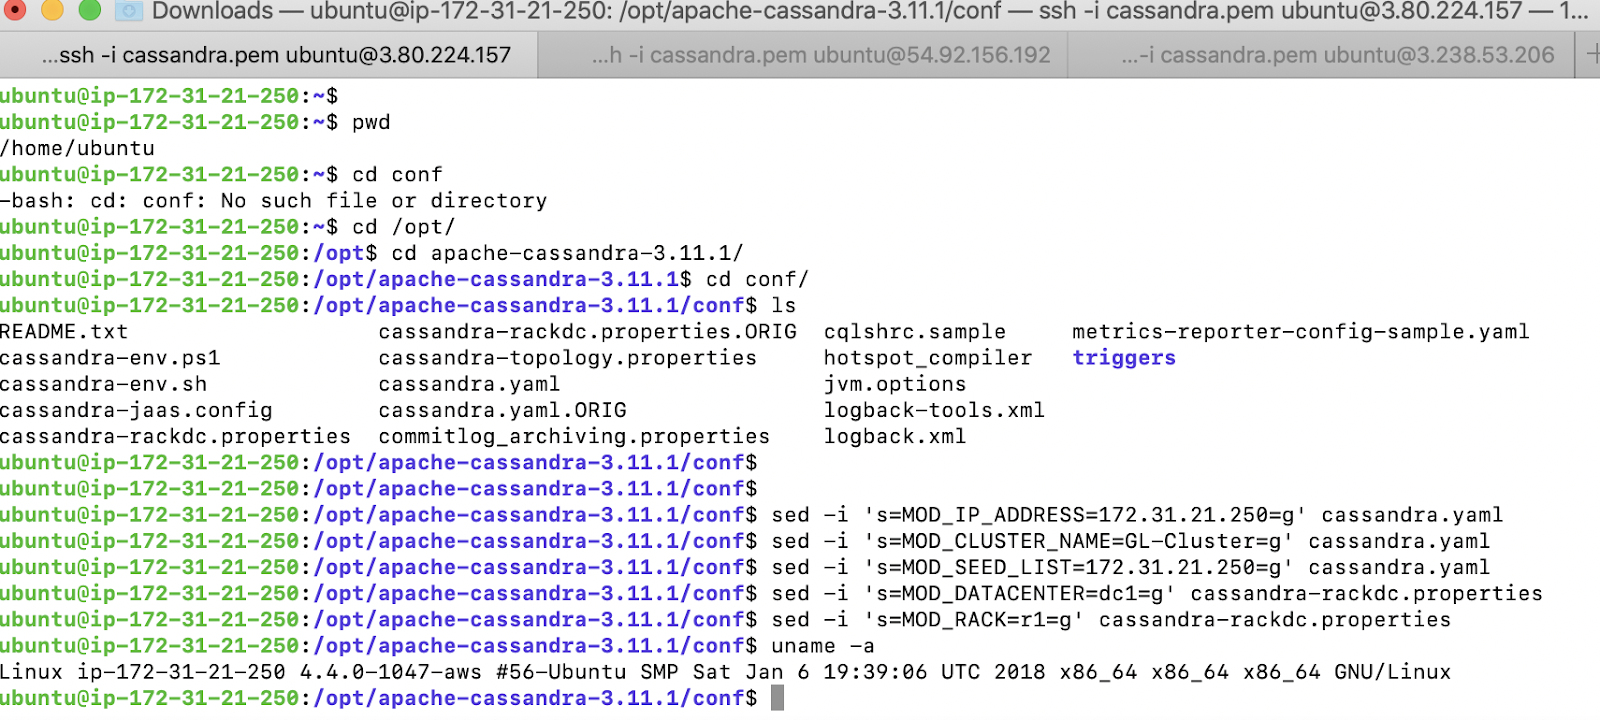 Downloads — ubuntu@ip-172-31-21-250: /opt/apache-cassandra-3.11.1/conf — ssh -i cassandra.pem ubuntu@3.80.224.157 — 1...
...ssh -i cassandra.pem ubuntu@3.80.224.157 ...h -i cassandra.pem ubuntu@54.92.156.192 ...-i cassandra.pem ubuntu@3.238.53.206 +
ubuntu@ip-172-31-21-250:~$
ubuntu@ip-172-31-21-250:~$ pwd
/home/ubuntu
ubuntu@ip-172-31-21-250:~$ cd conf
-bash: cd: conf: No such file or directory
ubuntu@ip-172-31-21-250:~$ cd /opt/
ubuntu@ip-172-31-21-250:/opt$ cd apache-cassandra-3.11.1/
ubuntu@ip-172-31-21-250:/opt/apache-cassandra-3.11.1$ cd conf/
ubuntu@ip-172-31-21-250:/opt/apache-cassandra-3.11.1/conf$ ls
README.txt cassandra-rackdc.properties.ORIG cqlshrc.sample metrics-reporter-config-sample.yaml
cassandra-env.ps1 cassandra-topology.properties hotspot_compiler triggers
cassandra-env.sh cassandra.yaml jvm.options
cassandra-jaas.config cassandra.yaml.ORIG logback-tools.xml
cassandra-rackdc.properties commitlog_archiving.properties logback.xml
ubuntu@ip-172-31-21-250:/opt/apache-cassandra-3.11.1/conf$
ubuntu@ip-172-31-21-250:/opt/apache-cassandra-3.11.1/conf$
ubuntu@ip-172-31-21-250:/opt/apache-cassandra-3.11.1/conf$ sed -i 's=MOD_IP_ADDRESS=172.31.21.250=g' cassandra.yaml
ubuntu@ip-172-31-21-250:/opt/apache-cassandra-3.11.1/conf$ sed -i 's=MOD_CLUSTER_NAME=GL-Cluster=g' cassandra.yaml
ubuntu@ip-172-31-21-250:/opt/apache-cassandra-3.11.1/conf$ sed -i 's=MOD_SEED_LIST=172.31.21.250=g' cassandra.yaml
ubuntu@ip-172-31-21-250:/opt/apache-cassandra-3.11.1/conf$ sed -i 's=MOD_DATACENTER=dc1=g' cassandra-rackdc.properties
ubuntu@ip-172-31-21-250:/opt/apache-cassandra-3.11.1/conf$ sed -i 's=MOD_RACK=r1=g' cassandra-rackdc.properties
ubuntu@ip-172-31-21-250:/opt/apache-cassandra-3.11.1/conf$ uname -a
Linux ip-172-31-21-250 4.4.0-1047-aws #56-Ubuntu SMP Sat Jan 6 19:39:06 UTC 2018 x86_64 x86_64 x86_64 GNU/Linux
ubuntu@ip-172-31-21-250:/opt/apache-cassandra-3.11.1/conf$